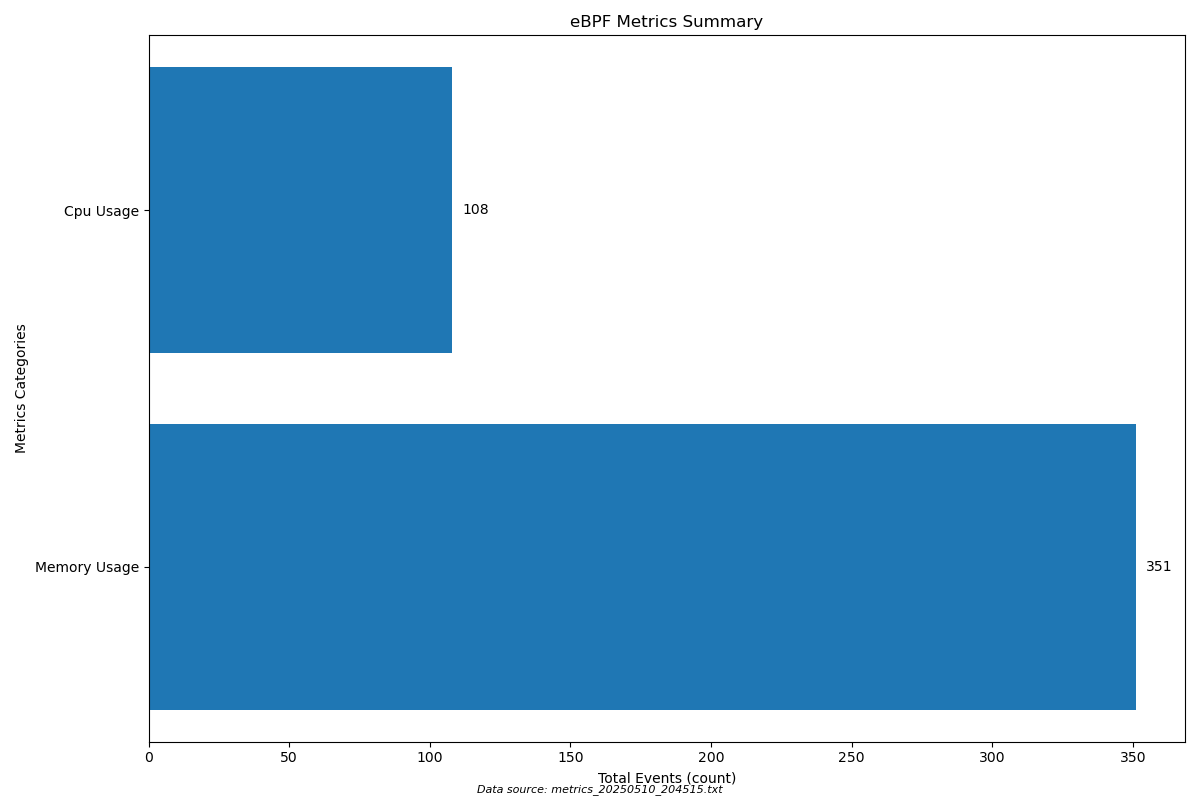 eBPF Metrics Summary
Cpu Usage
108
Metrics Categories
Memory Usage
351
0 50 100 150 200 250 300 350
Total Events (count)
Data source: metrics_20250510_204515.txt